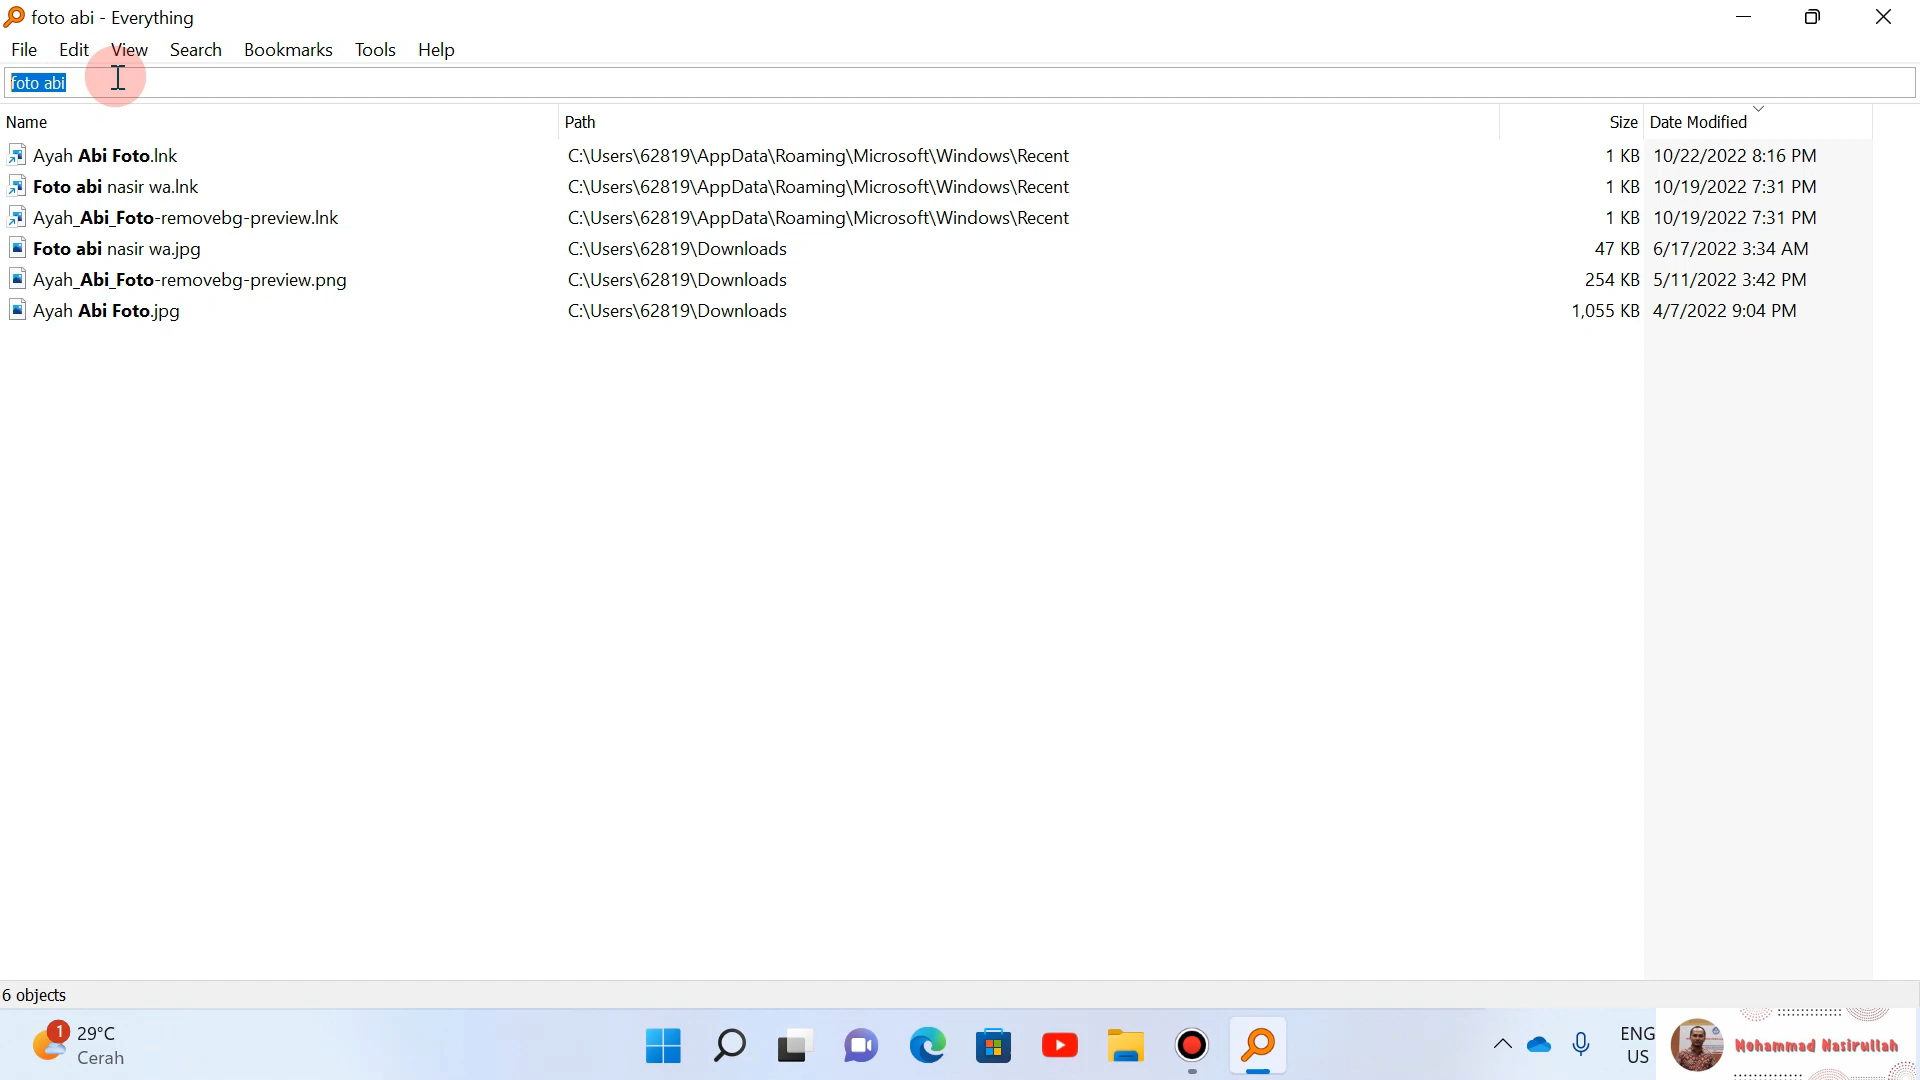 foto abi - Everything
File Edit View Search Bookmarks Tools Help
foto abi
Name Path Size Date Modified
Ayah Abi Foto.lnk C:\Users\62819\AppData\Roaming\Microsoft\Windows\Recent 1 KB 10/22/2022 8:16 PM
Foto abi nasir wa.lnk C:\Users\62819\AppData\Roaming\Microsoft\Windows\Recent 1 KB 10/19/2022 7:31 PM
Ayah_Abi_Foto-removebg-preview.lnk C:\Users\62819\AppData\Roaming\Microsoft\Windows\Recent 1 KB 10/19/2022 7:31 PM
Foto abi nasir wa.jpg C:\Users\62819\Downloads 47 KB 6/17/2022 3:34 AM
Ayah_Abi_Foto-removebg-preview.png C:\Users\62819\Downloads 254 KB 5/11/2022 3:42 PM
Ayah Abi Foto.jpg C:\Users\62819\Downloads 1,055 KB 4/7/2022 9:04 PM
6 objects
1 29°C
Cerah
ENG
US
Mohammad Nasirullah